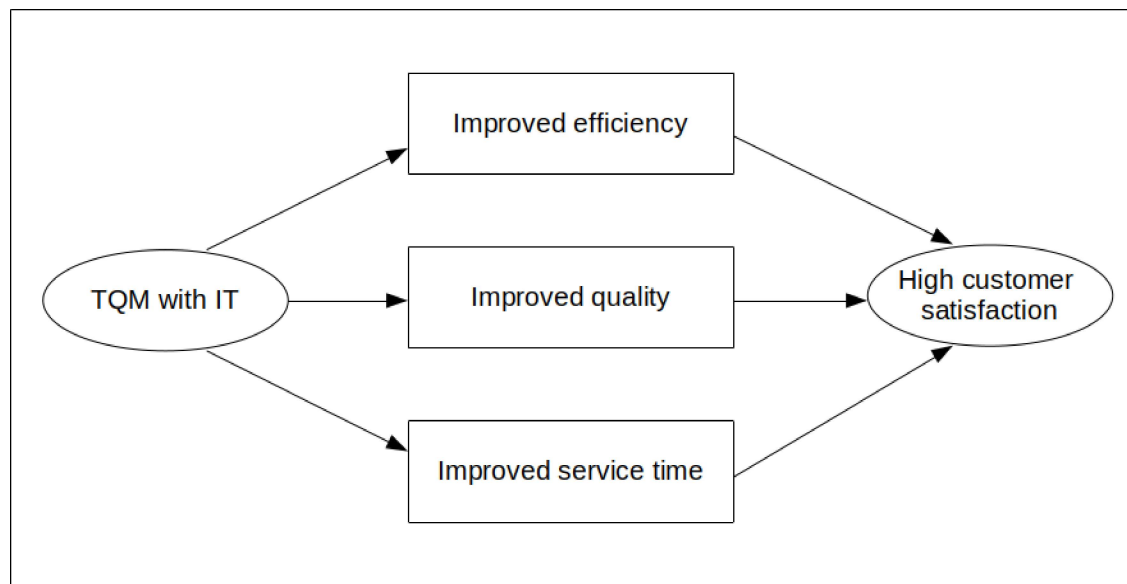 Improved efficiency
TQM with IT
Improved quality
High customer
satisfaction
Improved service time